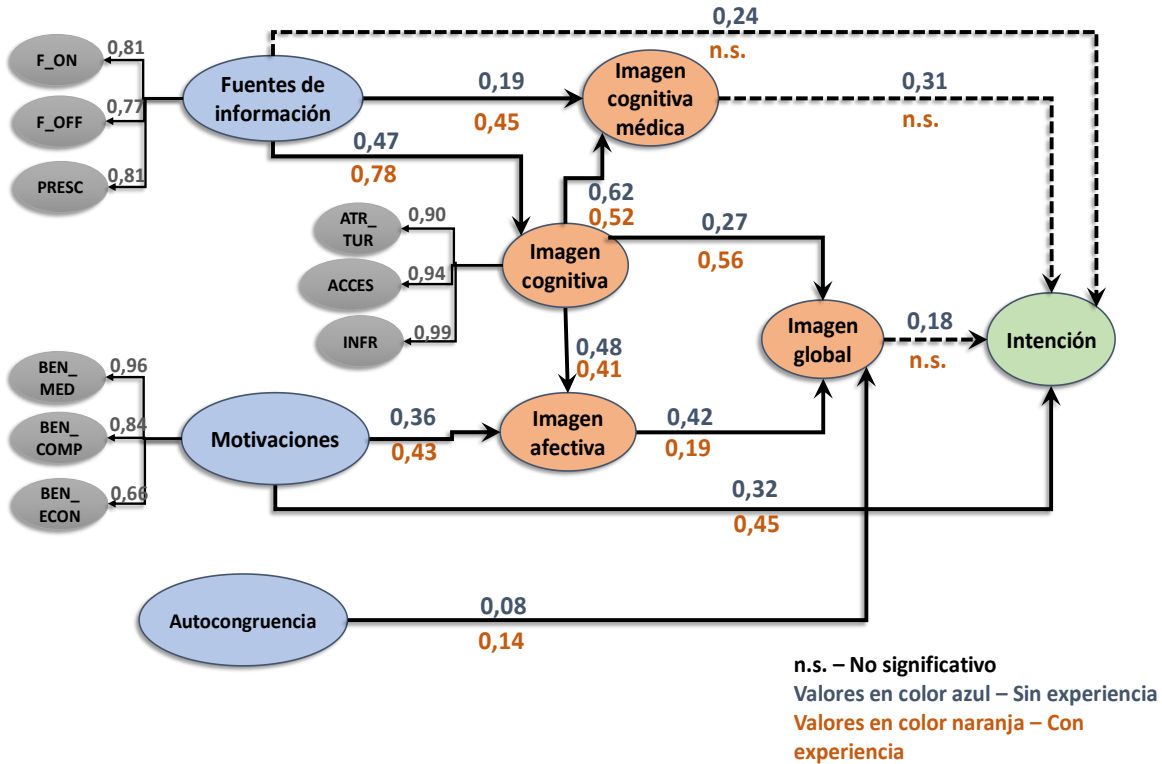 0,24
n.s.
F_ON
0,81
Fuentes de
información
0,19
0,45
Imagen
cognitiva
médica
0,31
n.s.
F_OFF
0,77
PRESC
0,81
0,47
0,78
0,62
0,52
ATR_
TUR
0,90
ACCES
0,94
INFR
0,99
Imagen
cognitiva
0,27
0,56
Imagen
global
0,18
n.s.
Intención
0,48
0,41
BEN_
MED
0,96
BEN_
COMP
0,84
BEN_
ECON
0,66
Motivaciones
0,36
0,43
Imagen
afectiva
0,42
0,19
0,32
0,45
Autocongruencia
0,08
0,14
n.s. – No significativo
Valores en color azul – Sin experiencia
Valores en color naranja – Con
experiencia